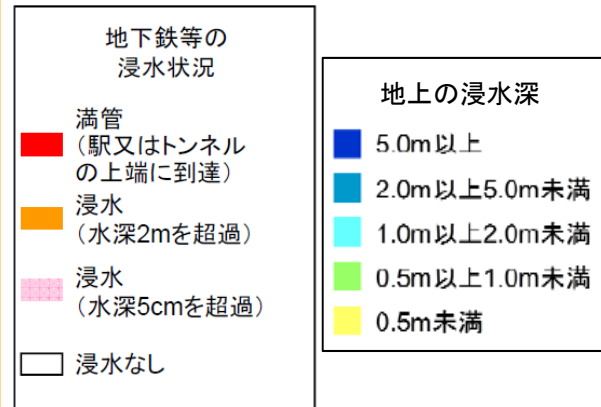 地下鉄等の
浸水状況
満管
(駅又はトンネル
の上端に到達)
浸水
(水深2mを超過)
浸水
(水深5cmを超過)
浸水なし
地上の浸水深
5.0m以上
2.0m以上5.0m未満
1.0m以上2.0m未満
0.5m以上1.0m未満
0.5m未満